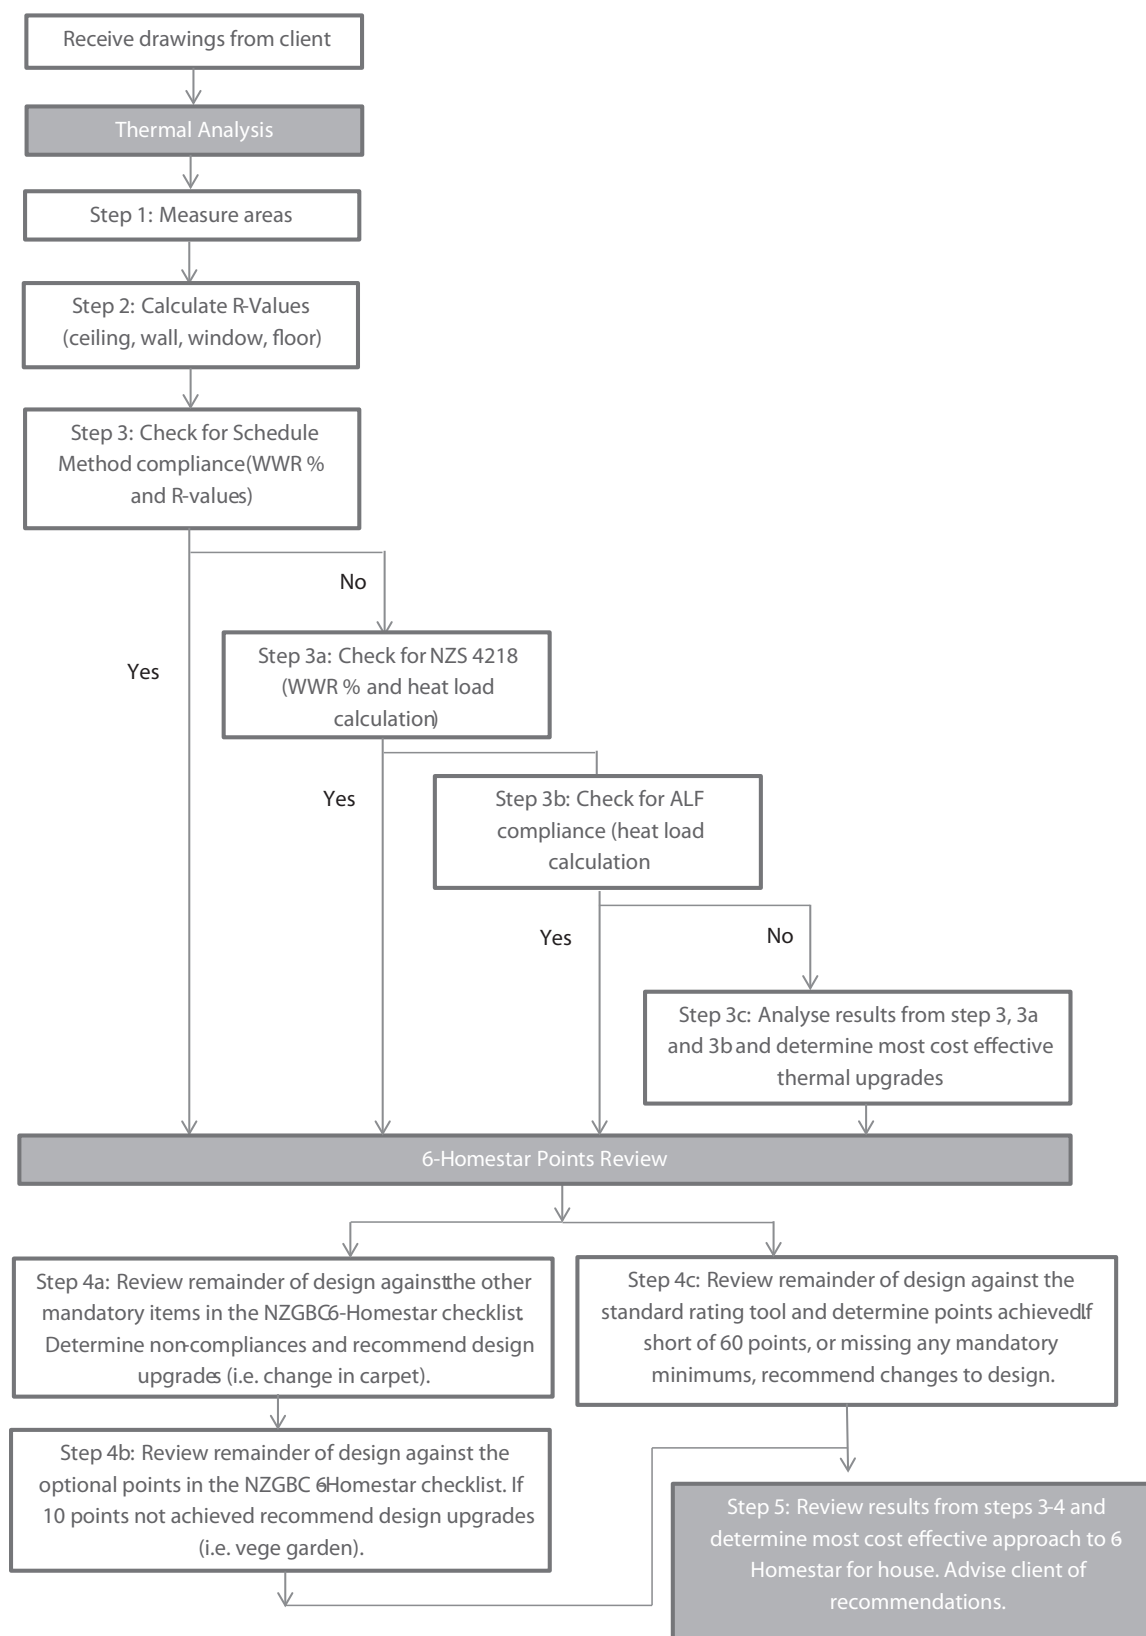 Receive drawings from client
Thermal Analysis
Step 1: Measure areas
Step 2: Calculate R-Values
(ceiling, wall, window, floor)
Step 3: Check for Schedule
Method compliance(WWR %
and R-values)
No
Yes
Step 3a: Check for NZS 4218
(WWR % and heat load
calculation)
Yes
Step 3b: Check for ALF
compliance (heat load
calculation
Yes
No
Step 3c: Analyse results from step 3, 3a
and 3b and determine most cost effective
thermal upgrades
6-Homestar Points Review
Step 4a: Review remainder of design against the other
mandatory items in the NZGBC 6-Homestar checklist.
Determine non-compliances and recommend design
upgrades (i.e. change in carpet).
Step 4c: Review remainder of design against the
standard rating tool and determine points achieved. If
short of 60 points, or missing any mandatory
minimums, recommend changes to design.
Step 4b: Review remainder of design against the
optional points in the NZGBC 6-Homestar checklist. If
10 points not achieved recommend design upgrades
(i.e. vege garden).
Step 5: Review results from steps 3-4 and
determine most cost effective approach to 6-
Homestar for house. Advise client of
recommendations.